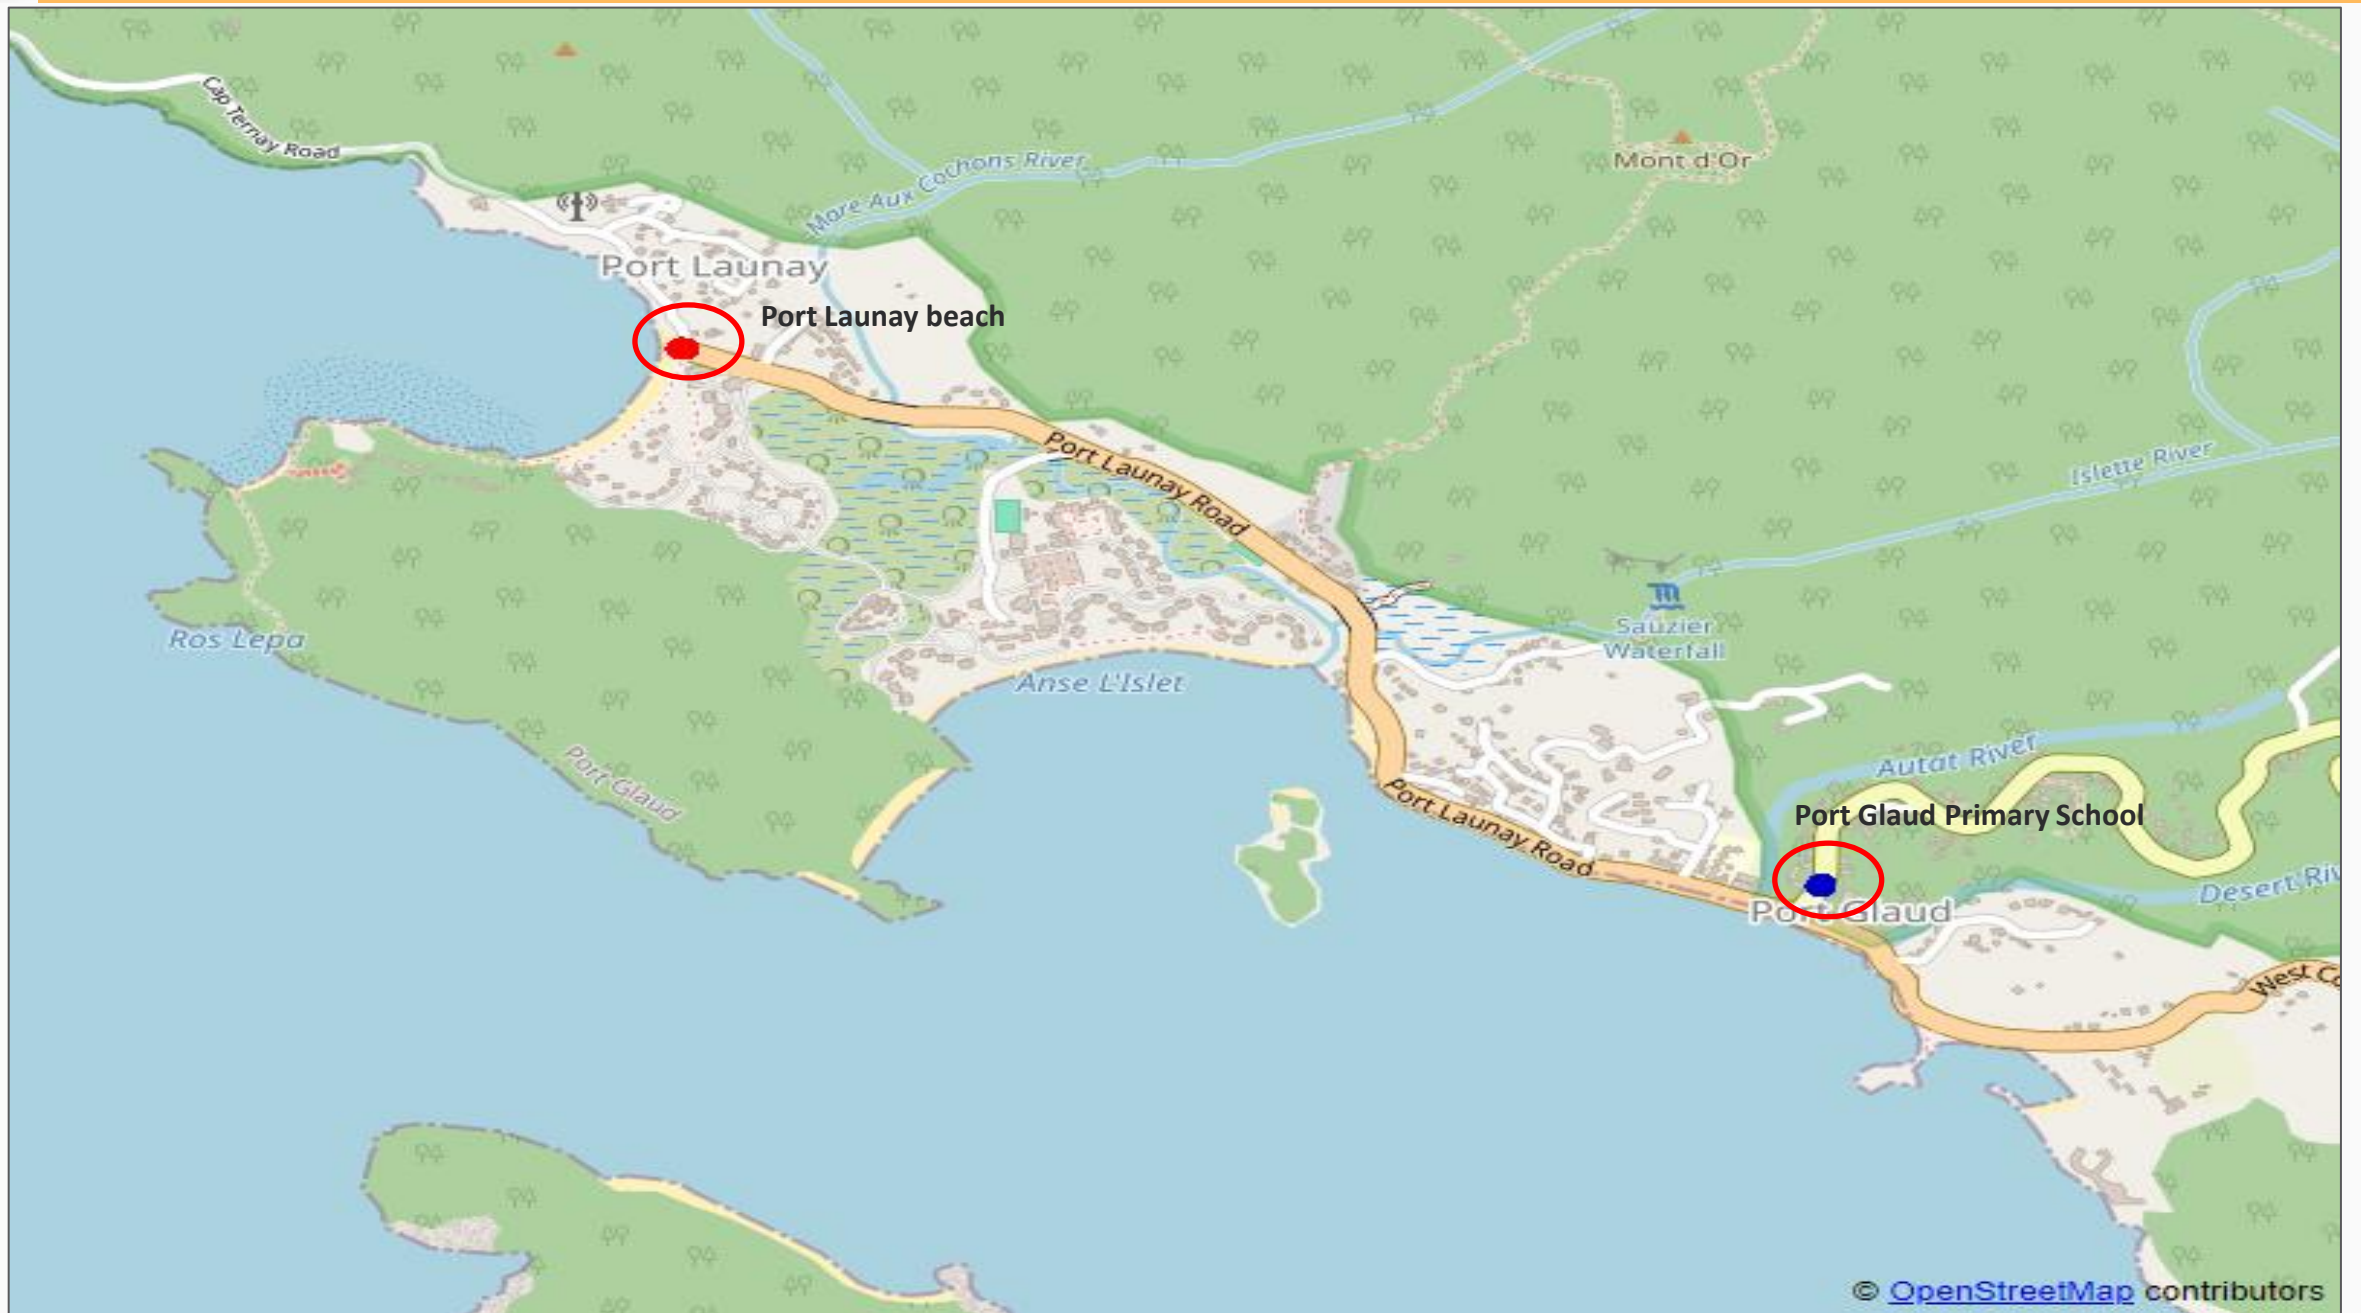 Cap Ternay Road
Mare Aux Cochons River
Mont d'Or
Port Launay
Port Launay beach
Port Launay Road
Islette River
Sauzier
Waterfall
Ros Lepa
Anse L'Islet
Port Glaud
Autat River
Port Launay Road
Port Glaud Primary School
Desert Riv
Port Glaud
West Co
© OpenStreetMap contributors